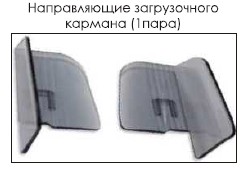 Направляющие загрузочного
кармана (1пара)